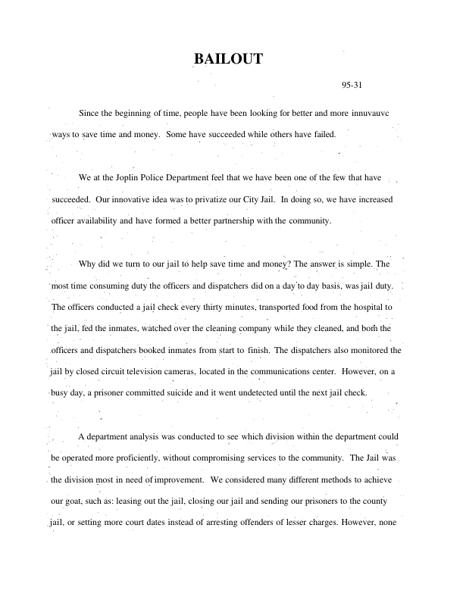 BAILOUT
95-31
Since the beginning of time, people have been looking for better and more innuvauvc
ways to save time and money. Some have succeeded while others have failed.
We at the Joplin Police Department feel that we have been one of the few that have
succeeded. Our innovative idea was to privatize our City Jail. In doing so, we have increased
officer availability and have formed a better partnership with the community.
Why did we turn to our jail to help save time and money? The answer is simple. The
most time consuming duty the officers and dispatchers did on a day to day basis, was jail duty.
The officers conducted a jail check every thirty minutes, transported food from the hospital to
the jail, fed the inmates, watched over the cleaning company while they cleaned, and both the
officers and dispatchers booked inmates from start to finish. The dispatchers also monitored the
jail by closed circuit television cameras, located in the communications center. However, on a
busy day, a prisoner committed suicide and it went undetected until the next jail check.
A department analysis was conducted to see which division within the department could
be operated more proficiently, without compromising services to the community. The Jail was
the division most in need of improvement. We considered many different methods to achieve
our goat, such as: leasing out the jail, closing our jail and sending our prisoners to the county
jail, or setting more court dates instead of arresting offenders of lesser charges. However, none